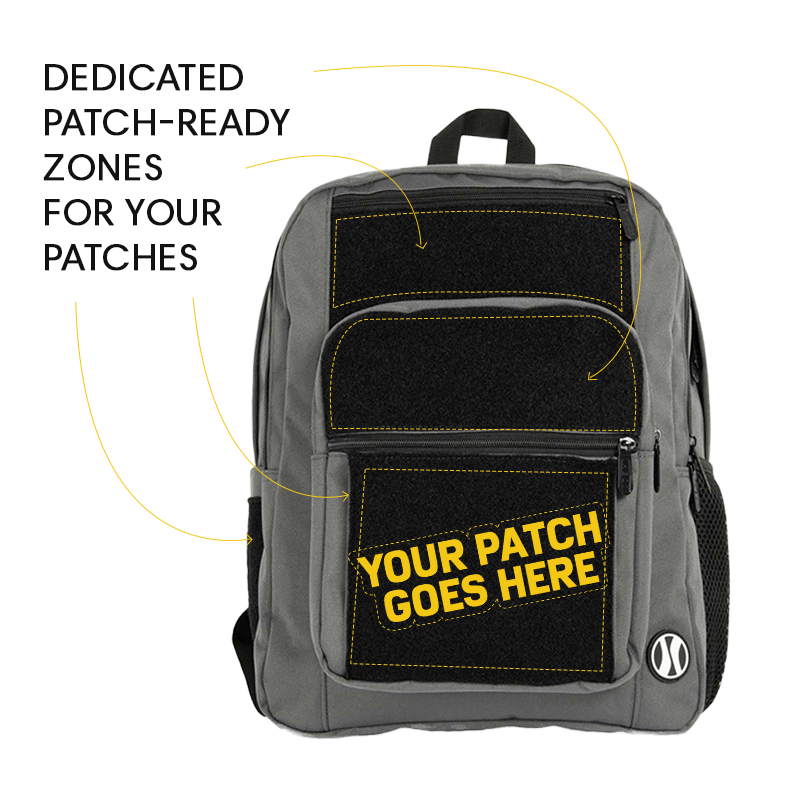 DEDICATED
PATCH-READY
ZONES
FOR YOUR
PATCHES
YOUR PATCH
GOES HERE